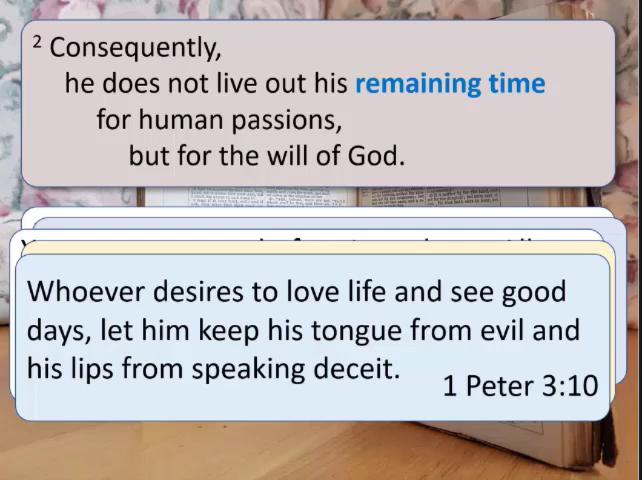 2 Consequently,
he does not live out his remaining time
for human passions,
but for the will of God.
Whoever desires to love life and see good
days, let him keep his tongue from evil and
his lips from speaking deceit.
1 Peter 3:10